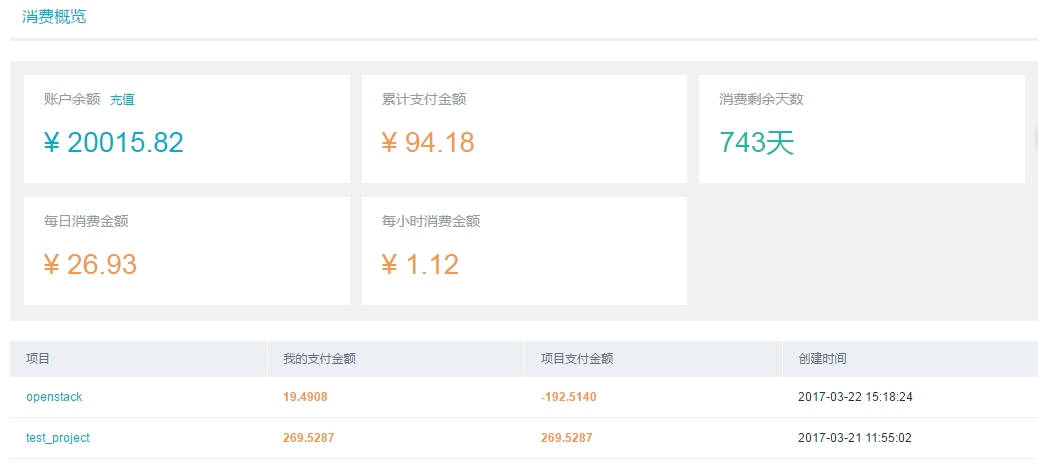 消费概览
账户余额 充值
¥ 20015.82
累计支付金额
¥ 94.18
消费剩余天数
743天
每日消费金额
¥ 26.93
每小时消费金额
¥ 1.12
项目 我的支付金额 项目支付金额 创建时间
openstack 19.4908 -192.5140 2017-03-22 15:18:24
test_project 269.5287 269.5287 2017-03-21 11:55:02